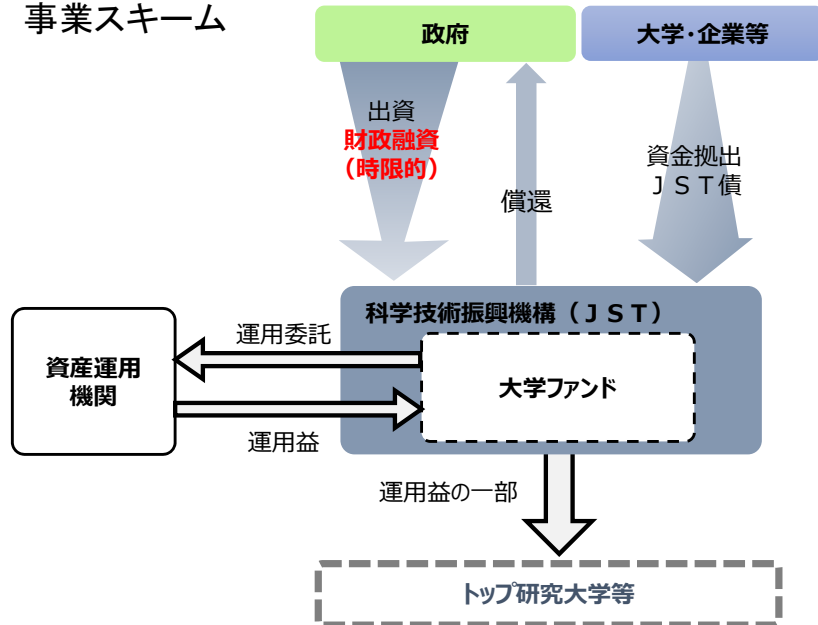 事業スキーム
政府
大学・企業等
出資
財政融資
（時限的）
償還
資金拠出
ＪＳＴ債
科学技術振興機構（ＪＳＴ）
運用委託
資産運用
機関
大学ファンド
運用益
運用益の一部
トップ研究大学等